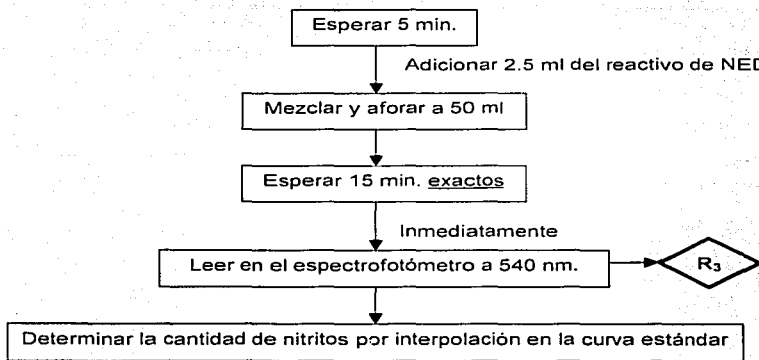 Esperar 5 min.
Adicionar 2.5 ml del reactivo de NED
Mezclar y aforar a 50 ml
Esperar 15 min. exactos
Inmediatamente
Leer en el espectrofotómetro a 540 nm.
R₃
Determinar la cantidad de nitritos por interpolación en la curva estándar